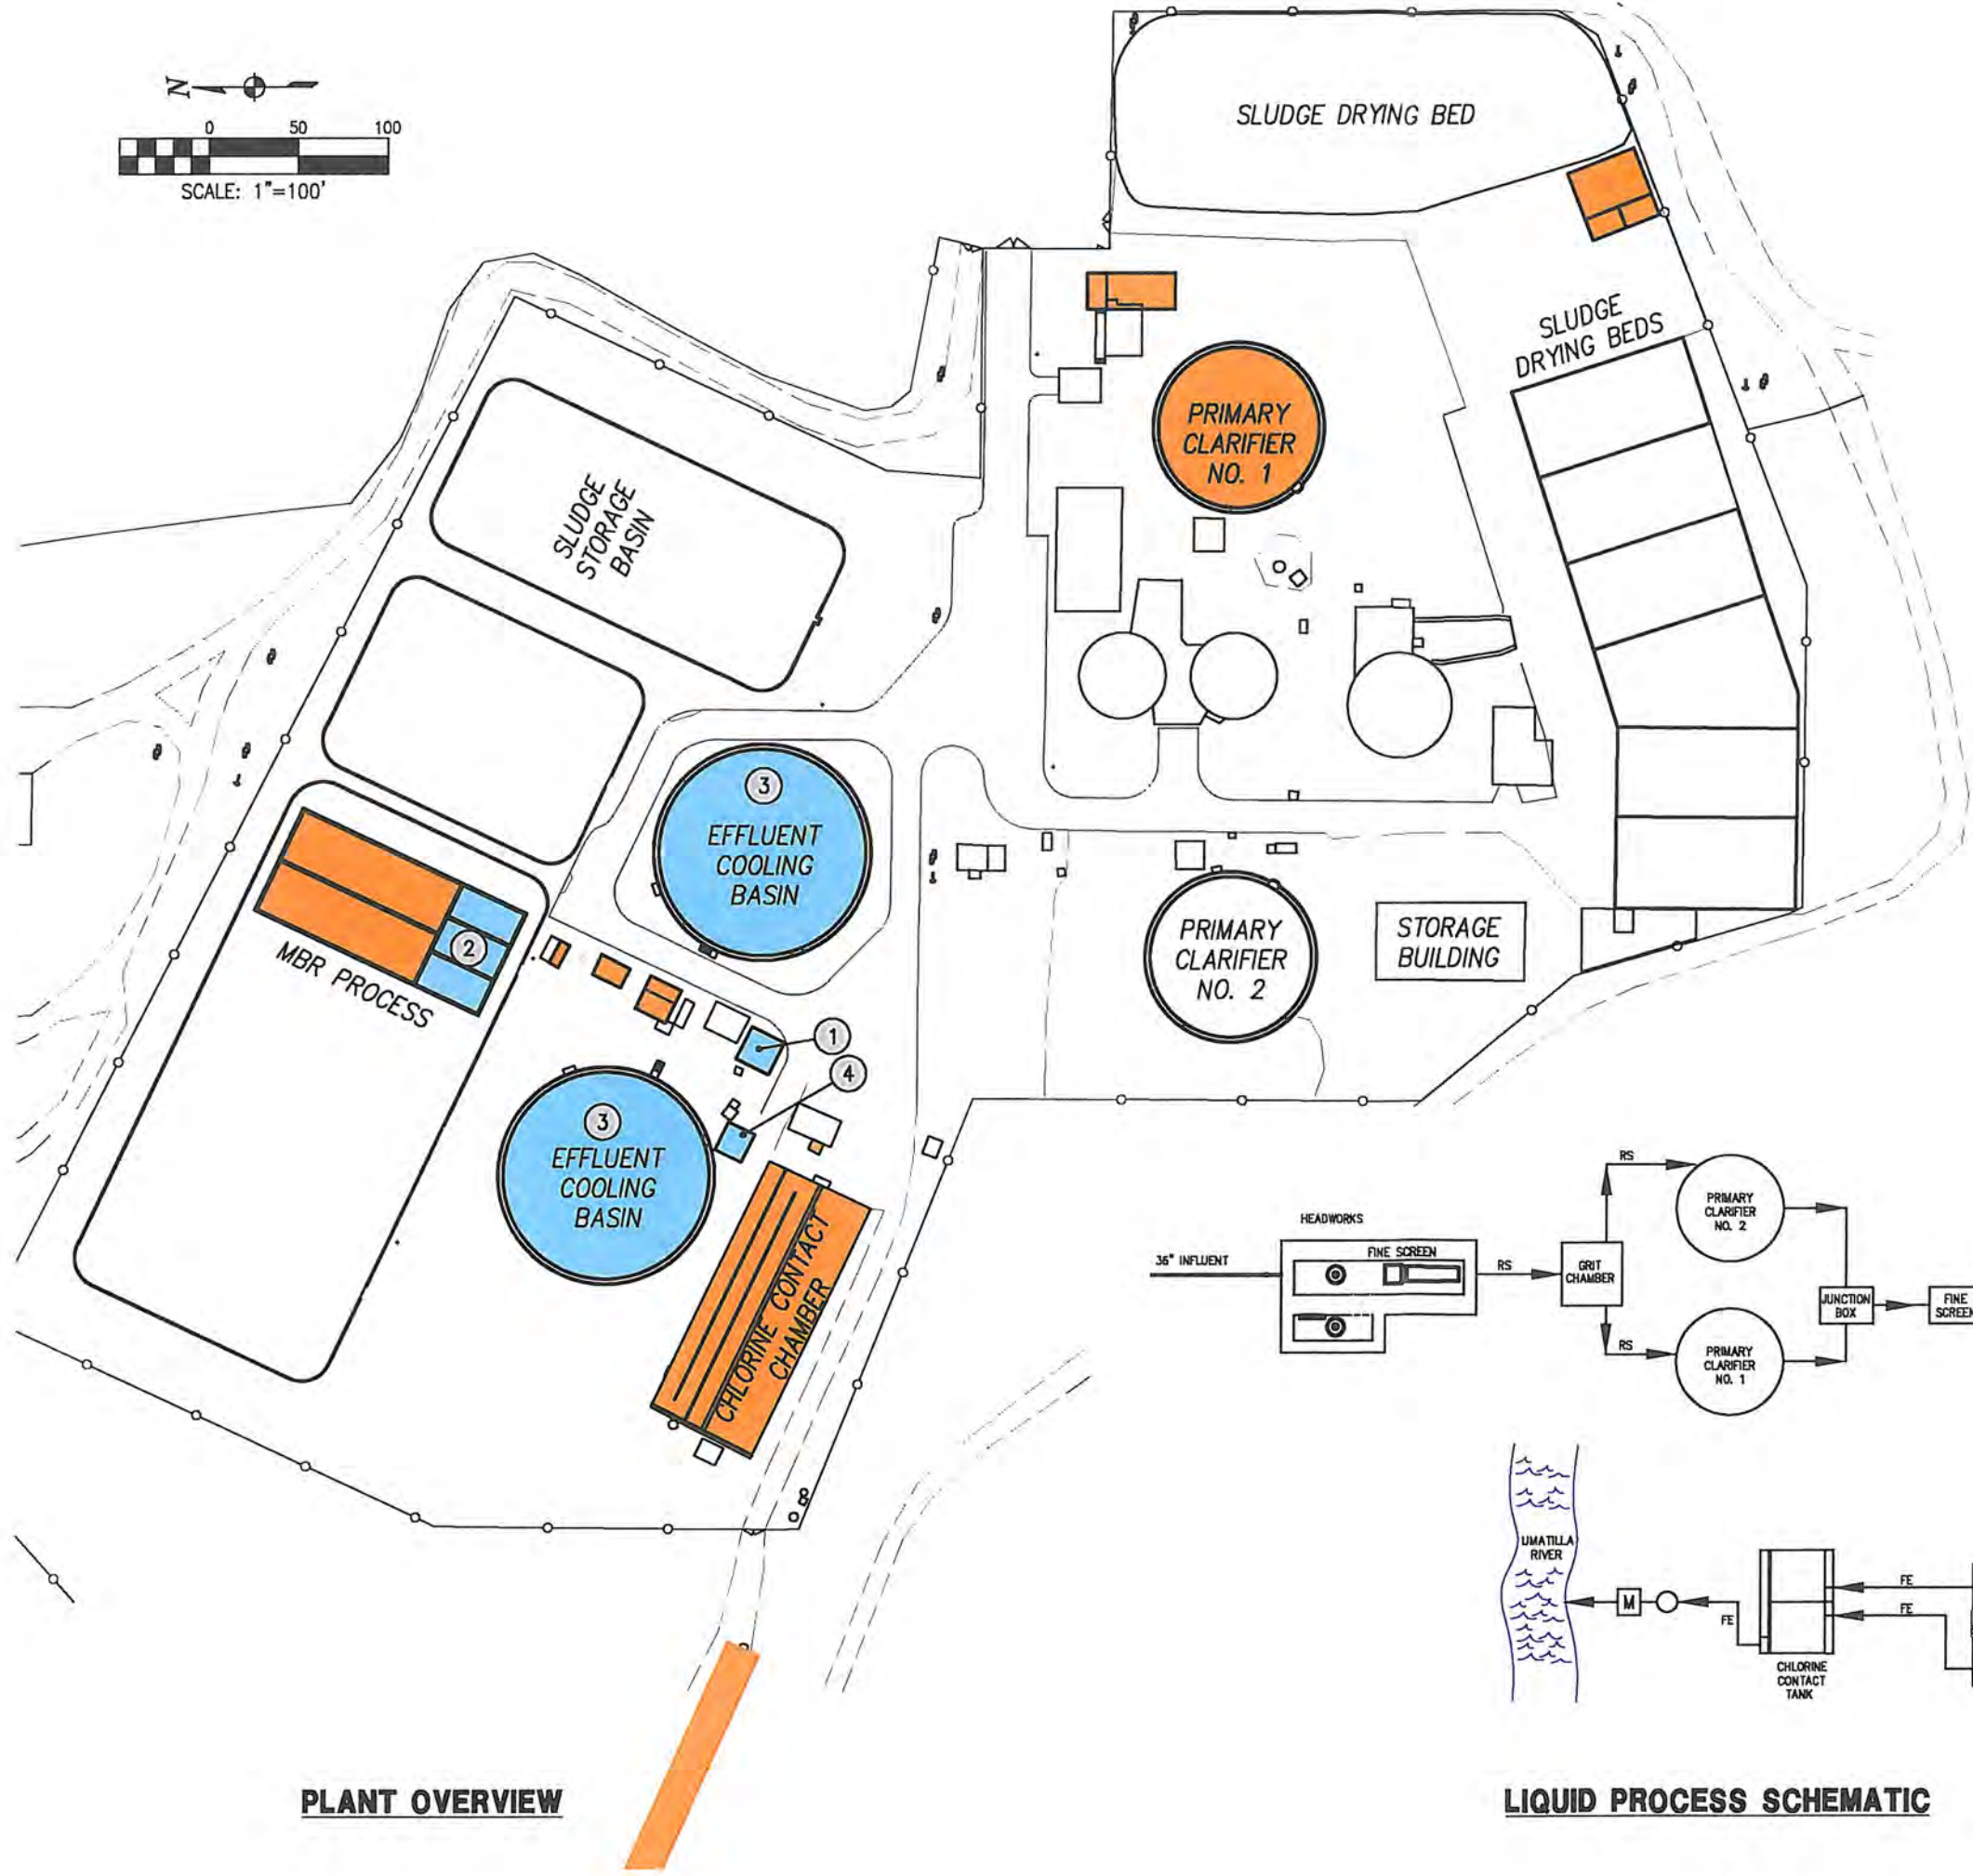 N
0 50 100
SCALE: 1"=100'
SLUDGE DRYING BED
SLUDGE
DRYING BEDS
PRIMARY
CLARIFIER
NO. 1
SLUDGE
STORAGE
BASIN
3
EFFLUENT
COOLING
BASIN
2
MBR PROCESS
PRIMARY
CLARIFIER
NO. 2
STORAGE
BUILDING
1
4
3
EFFLUENT
COOLING
BASIN
CHLORINE CONTACT
CHAMBER
HEADWORKS
36" INFLUENT
FINE SCREEN
RS
GRIT
CHAMBER
RS
PRIMARY
CLARIFIER
NO. 2
RS
PRIMARY
CLARIFIER
NO. 1
JUNCTION
BOX
FINE
SCREEN
UMATILLA
RIVER
M
FE
CHLORINE
CONTACT
TANK
FE
FE
PLANT OVERVIEW
LIQUID PROCESS SCHEMATIC